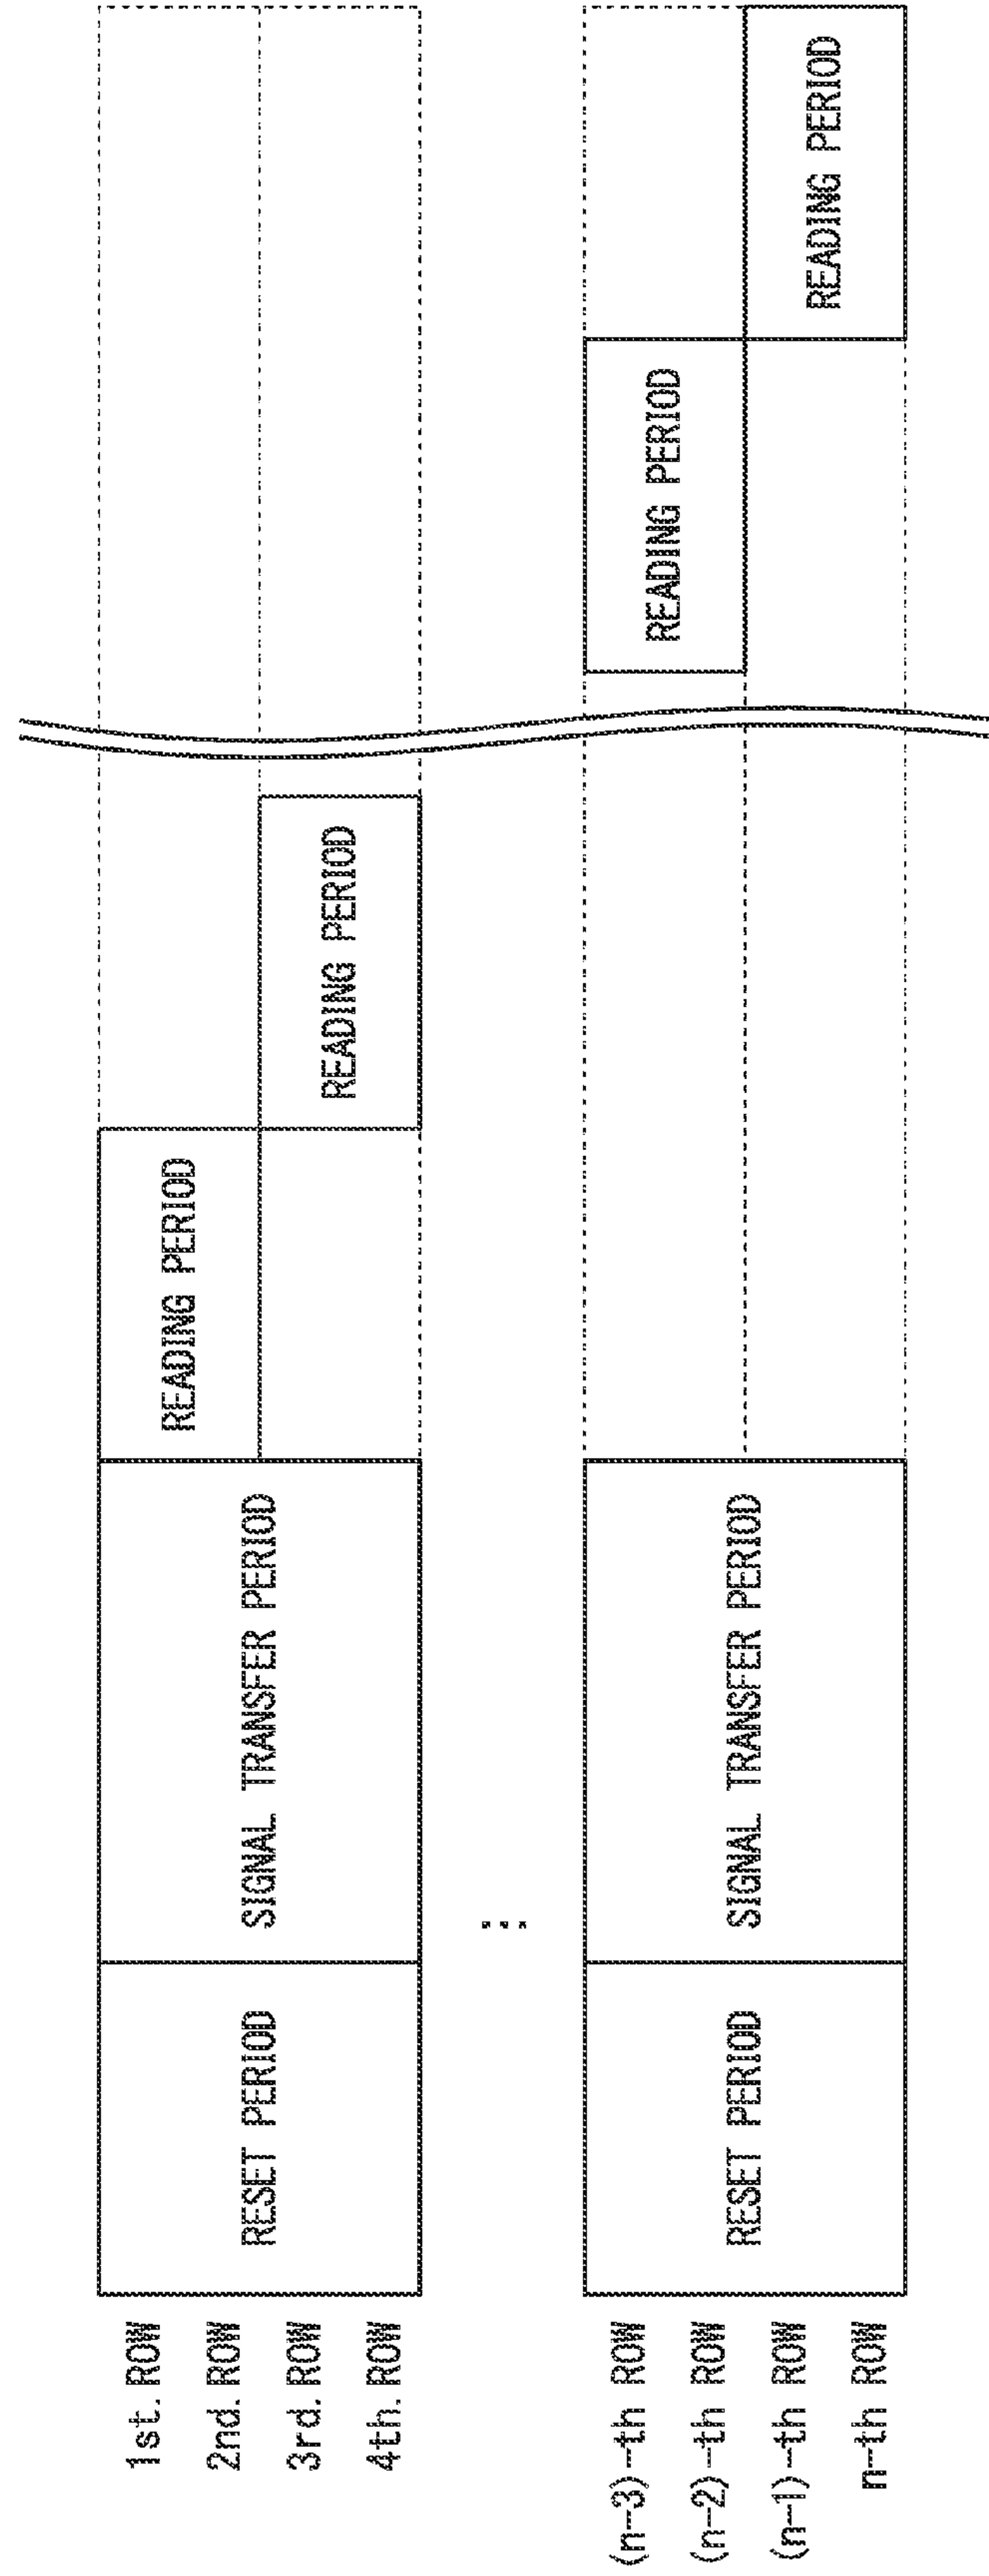 1st. ROW
2nd. ROW
3rd. ROW
4th. ROW
RESET PERIOD
SIGNAL TRANSFER PERIOD
READING PERIOD
READING PERIOD
...
(n-3)-th ROW
(n-2)-th ROW
(n-1)-th ROW
n-th ROW
RESET PERIOD
SIGNAL TRANSFER PERIOD
READING PERIOD
READING PERIOD